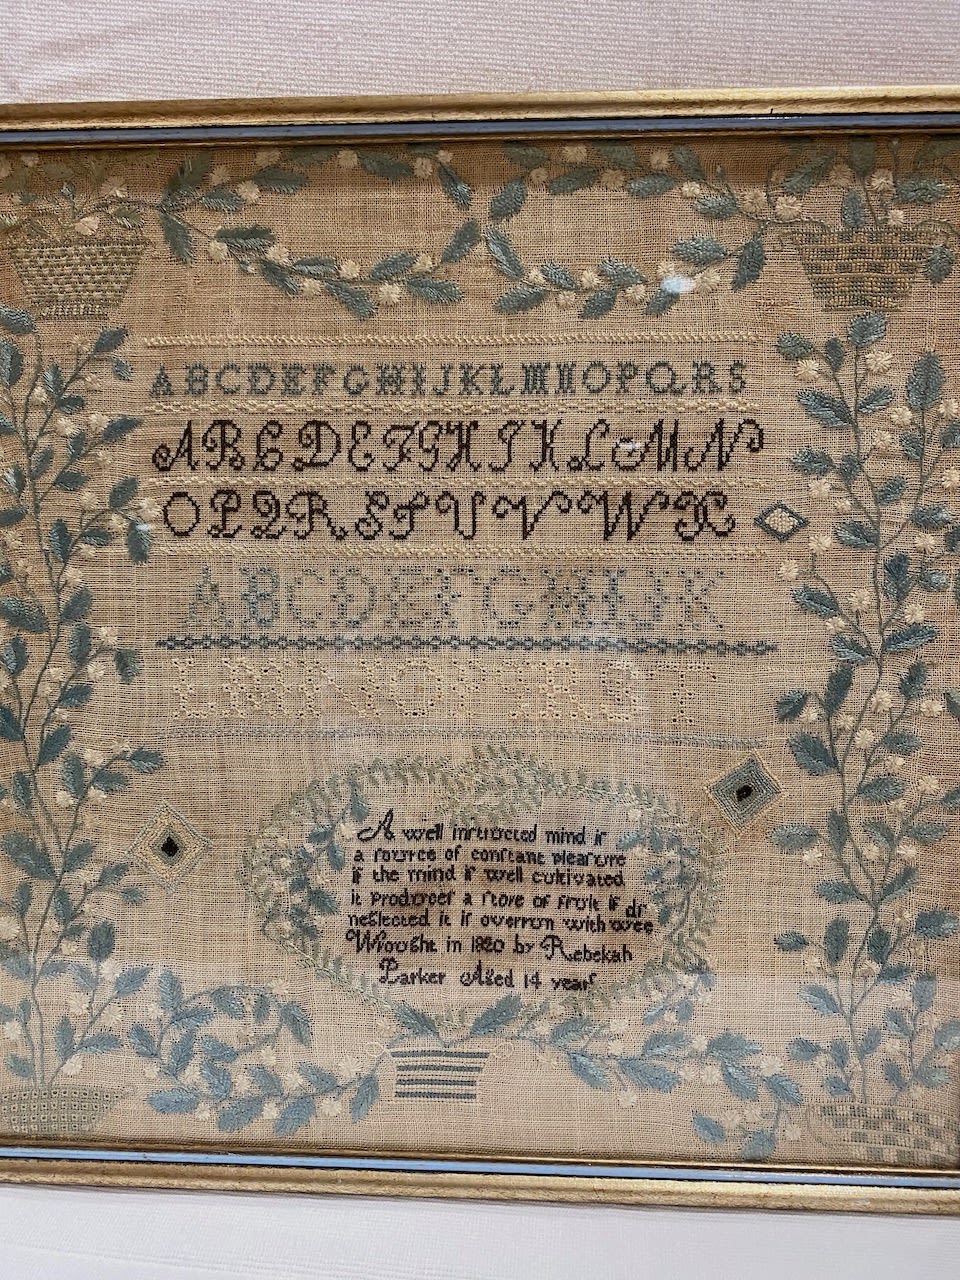 ABCDEFGHIJKLMNOPQRS
ABCDEFGHIKLMN
OPQRSTUVWX
ABCDEFGHIJK
LMNOPRST
A well inſtructed mind iſ
a ſource of conſtant pleaſure
if the mind iſ well cultivated
it produceſ a ſtore of fruit if
neglected it iſ overrun with wee
Wrought in 1820 by Rebekah
Parker Aged 14 yearſ